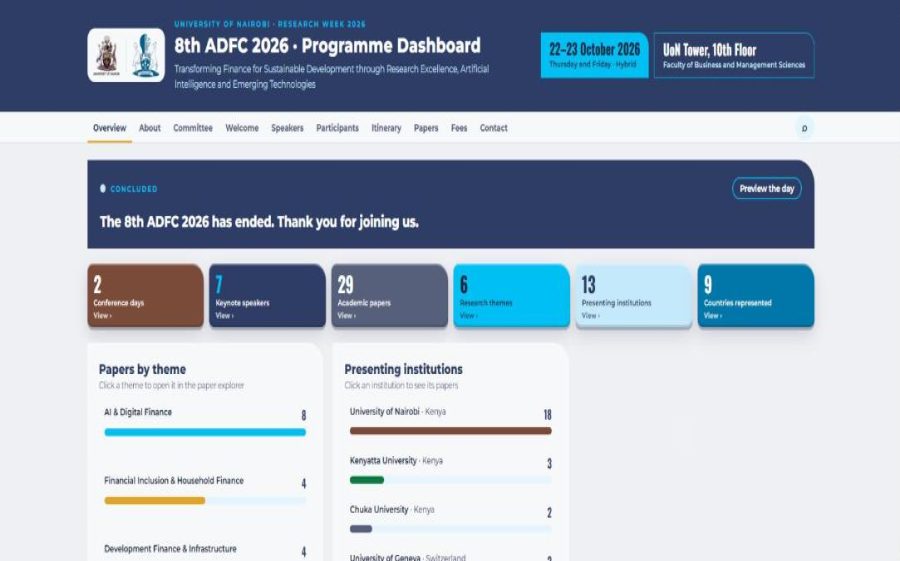 UNIVERSITY OF NAIROBI · RESEARCH WEEK 2026
8th ADFC 2026 · Programme Dashboard
Transforming Finance for Sustainable Development through Research Excellence, Artificial
Intelligence and Emerging Technologies
22–23 October 2026
Thursday and Friday · Hybrid
UoN Tower, 10th Floor
Faculty of Business and Management Sciences
Overview About Committee Welcome Speakers Participants Itinerary Papers Fees Contact
CONCLUDED
Preview the day
The 8th ADFC 2026 has ended. Thank you for joining us.
2
Conference days
View ›
7
Keynote speakers
View ›
29
Academic papers
View ›
6
Research themes
View ›
13
Presenting institutions
View ›
9
Countries represented
View ›
Papers by theme
Click a theme to open it in the paper explorer
AI & Digital Finance 8
Financial Inclusion & Household Finance 4
Development Finance & Infrastructure 4
Presenting institutions
Click an institution to see its papers
University of Nairobi · Kenya 18
Kenyatta University · Kenya 3
Chuka University · Kenya 2
University of Geneva · Switzerland